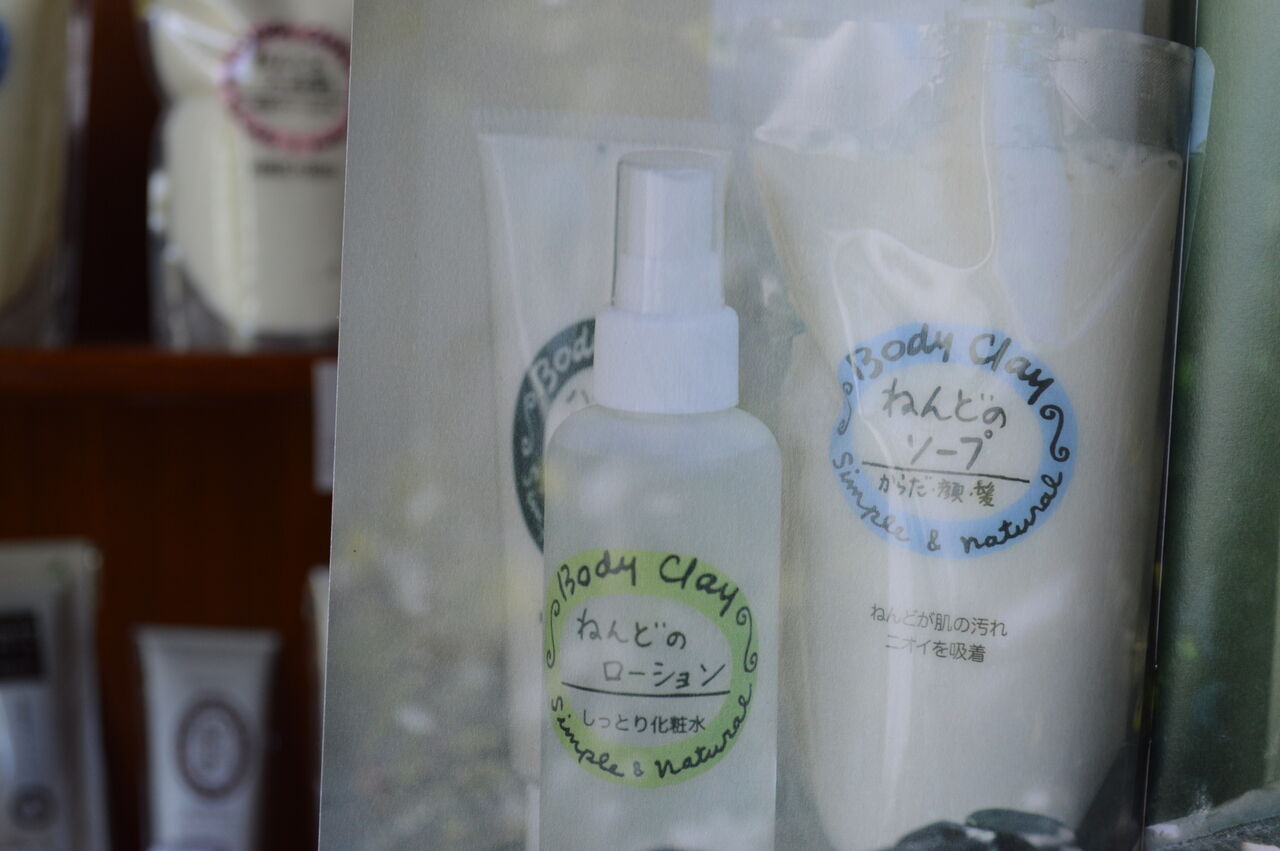 Body
Body Clay
ねんどの
ソープ
からだ・顔・髪
Simple & natural
ねんどが肌の汚れ
ニオイを吸着
Body Clay
ねんどの
ローション
しっとり化粧水
Simple & natural